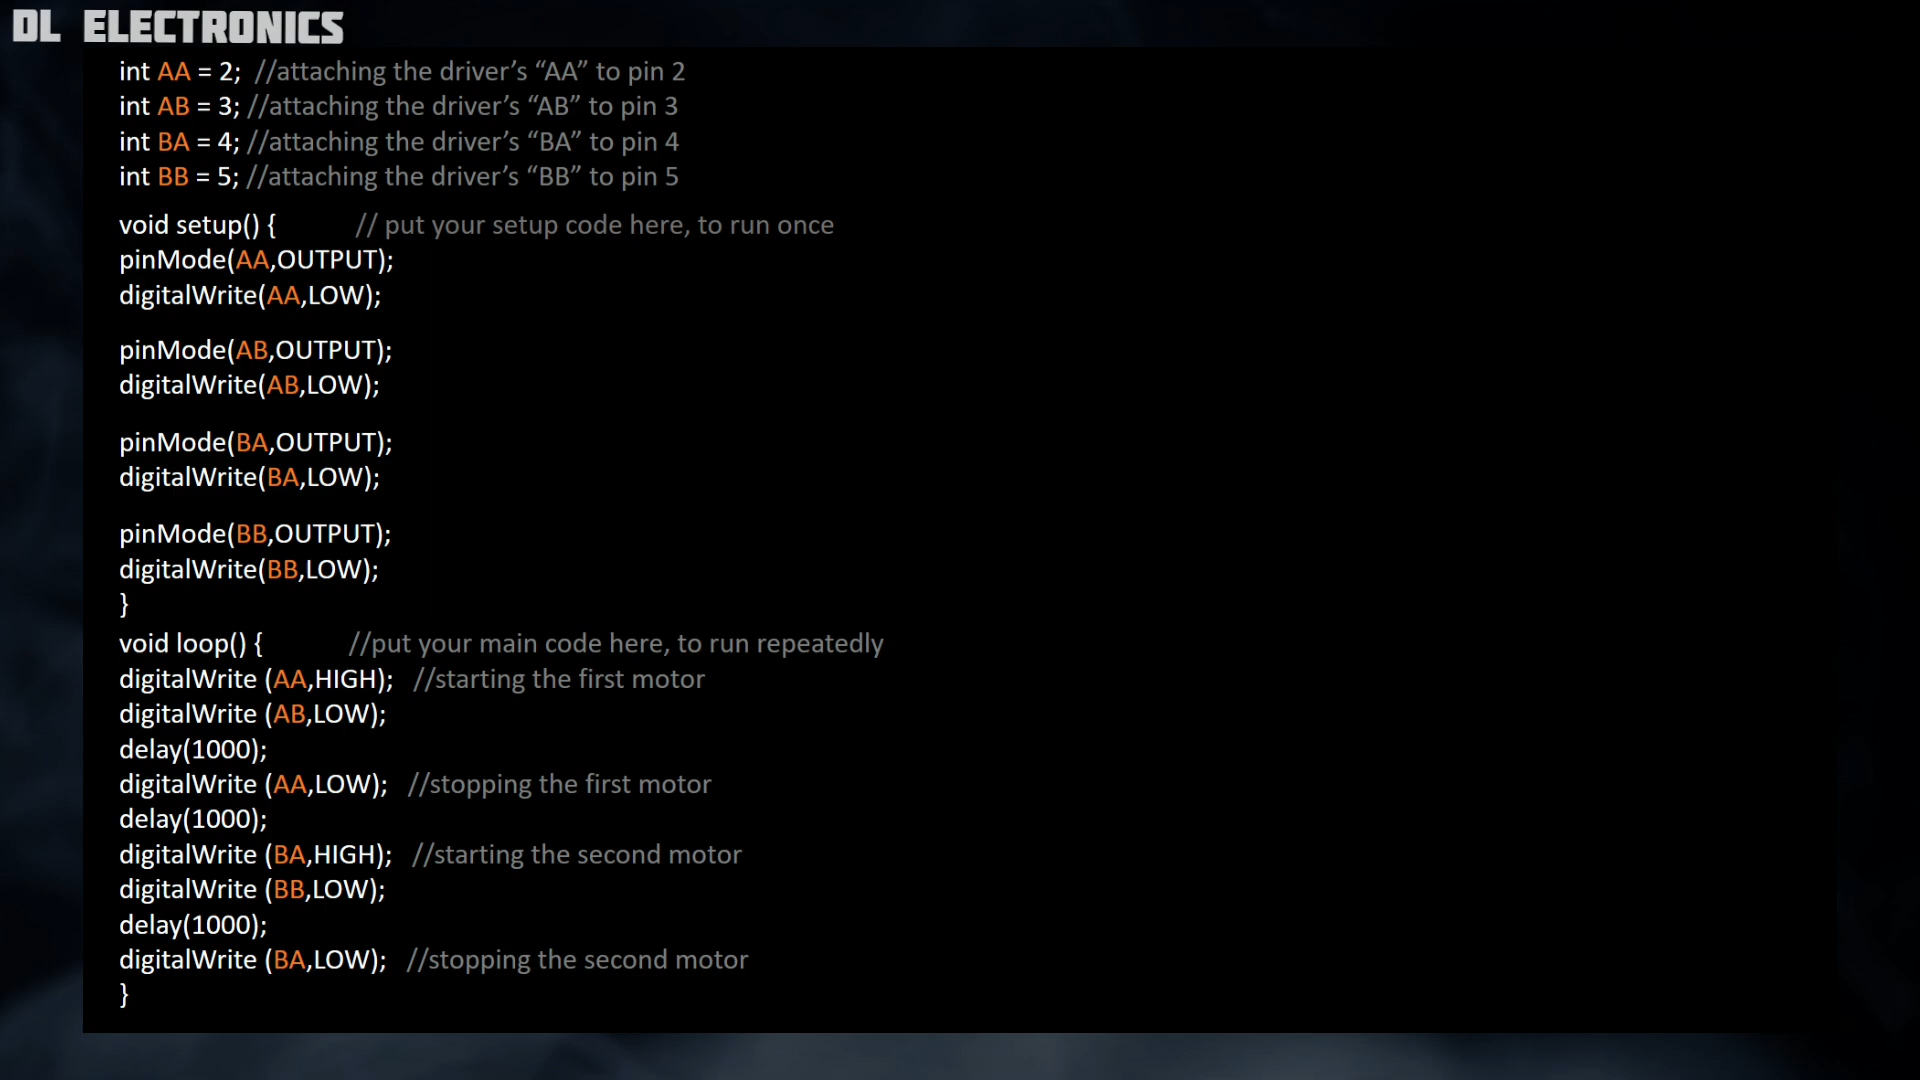 DL ELECTRONICS
int AA = 2;  //attaching the driver’s “AA” to pin 2
int AB = 3; //attaching the driver’s “AB” to pin 3
int BA = 4; //attaching the driver’s “BA” to pin 4
int BB = 5; //attaching the driver’s “BB” to pin 5
void setup() {          // put your setup code here, to run once
pinMode(AA,OUTPUT);
digitalWrite(AA,LOW);
pinMode(AB,OUTPUT);
digitalWrite(AB,LOW);
pinMode(BA,OUTPUT);
digitalWrite(BA,LOW);
pinMode(BB,OUTPUT);
digitalWrite(BB,LOW);
}
void loop() {           //put your main code here, to run repeatedly
digitalWrite (AA,HIGH);   //starting the first motor
digitalWrite (AB,LOW);
delay(1000);
digitalWrite (AA,LOW);   //stopping the first motor
delay(1000);
digitalWrite (BA,HIGH);   //starting the second motor
digitalWrite (BB,LOW);
delay(1000);
digitalWrite (BA,LOW);   //stopping the second motor
}